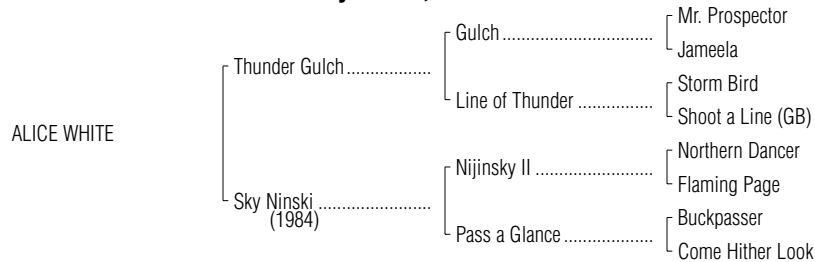 Mr. Prospector
Gulch ................................
Jameela
Thunder Gulch ..................
Storm Bird
Line of Thunder ................
Shoot a Line (GB)
ALICE WHITE
Northern Dancer
Nijinsky II .........................
Flaming Page
Sky Ninski ........................
(1984)
Buckpasser
Pass a Glance ...................
Come Hither Look